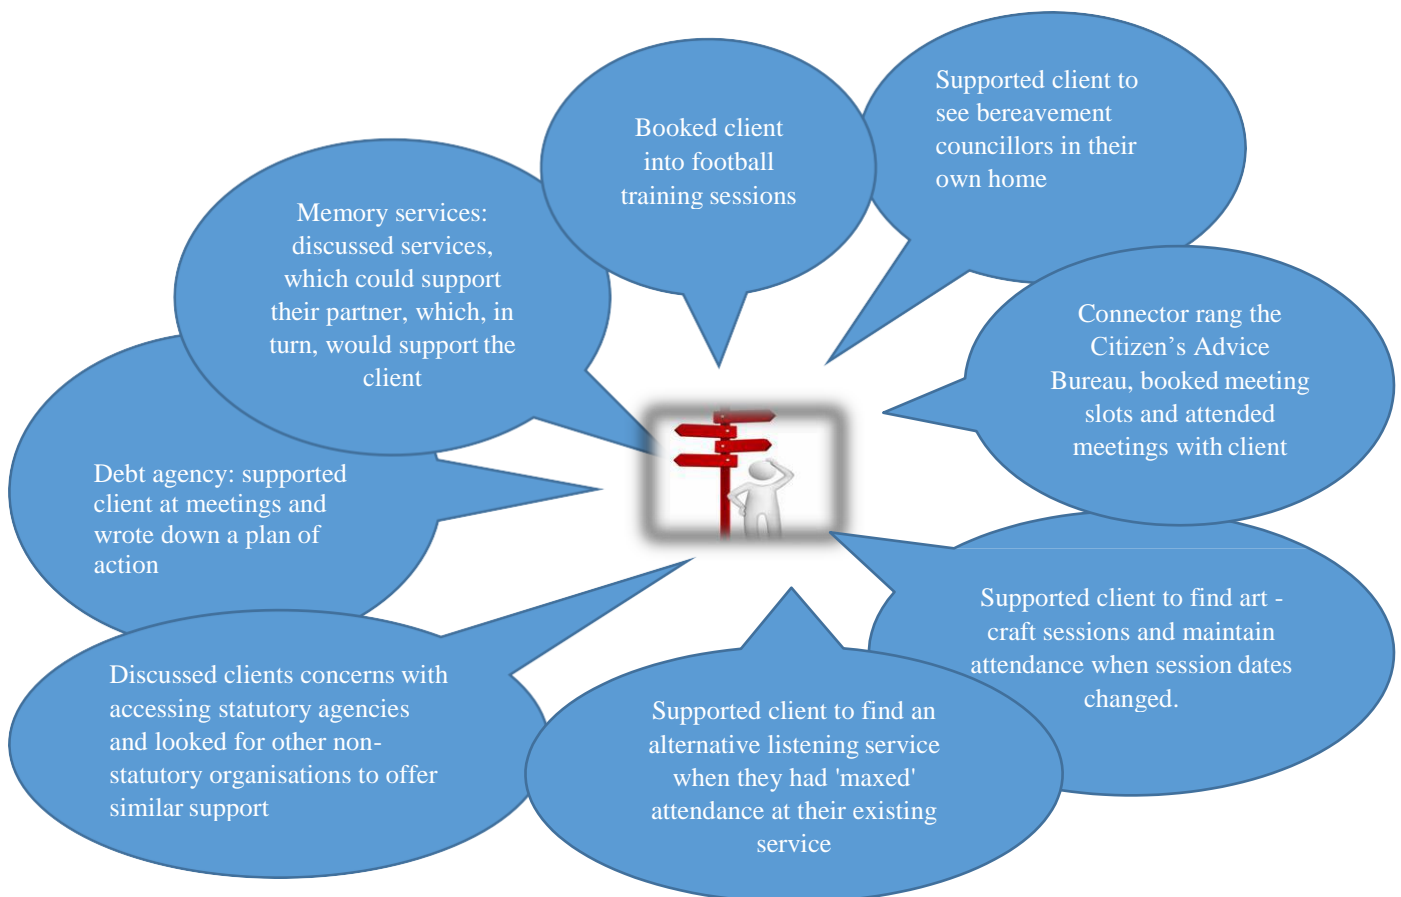 Booked client
into football
training sessions
Supported client to
see bereavement
councillors in their
own home
Memory services:
discussed services,
which could support
their partner, which, in
turn, would support the
client
Connector rang the
Citizen’s Advice
Bureau, booked meeting
slots and attended
meetings with client
Debt agency: supported
client at meetings and
wrote down a plan of
action
Supported client to find art -
craft sessions and maintain
attendance when session dates
changed.
Discussed clients concerns with
accessing statutory agencies
and looked for other non-
statutory organisations to offer
similar support
Supported client to find an
alternative listening service
when they had 'maxed'
attendance at their existing
service